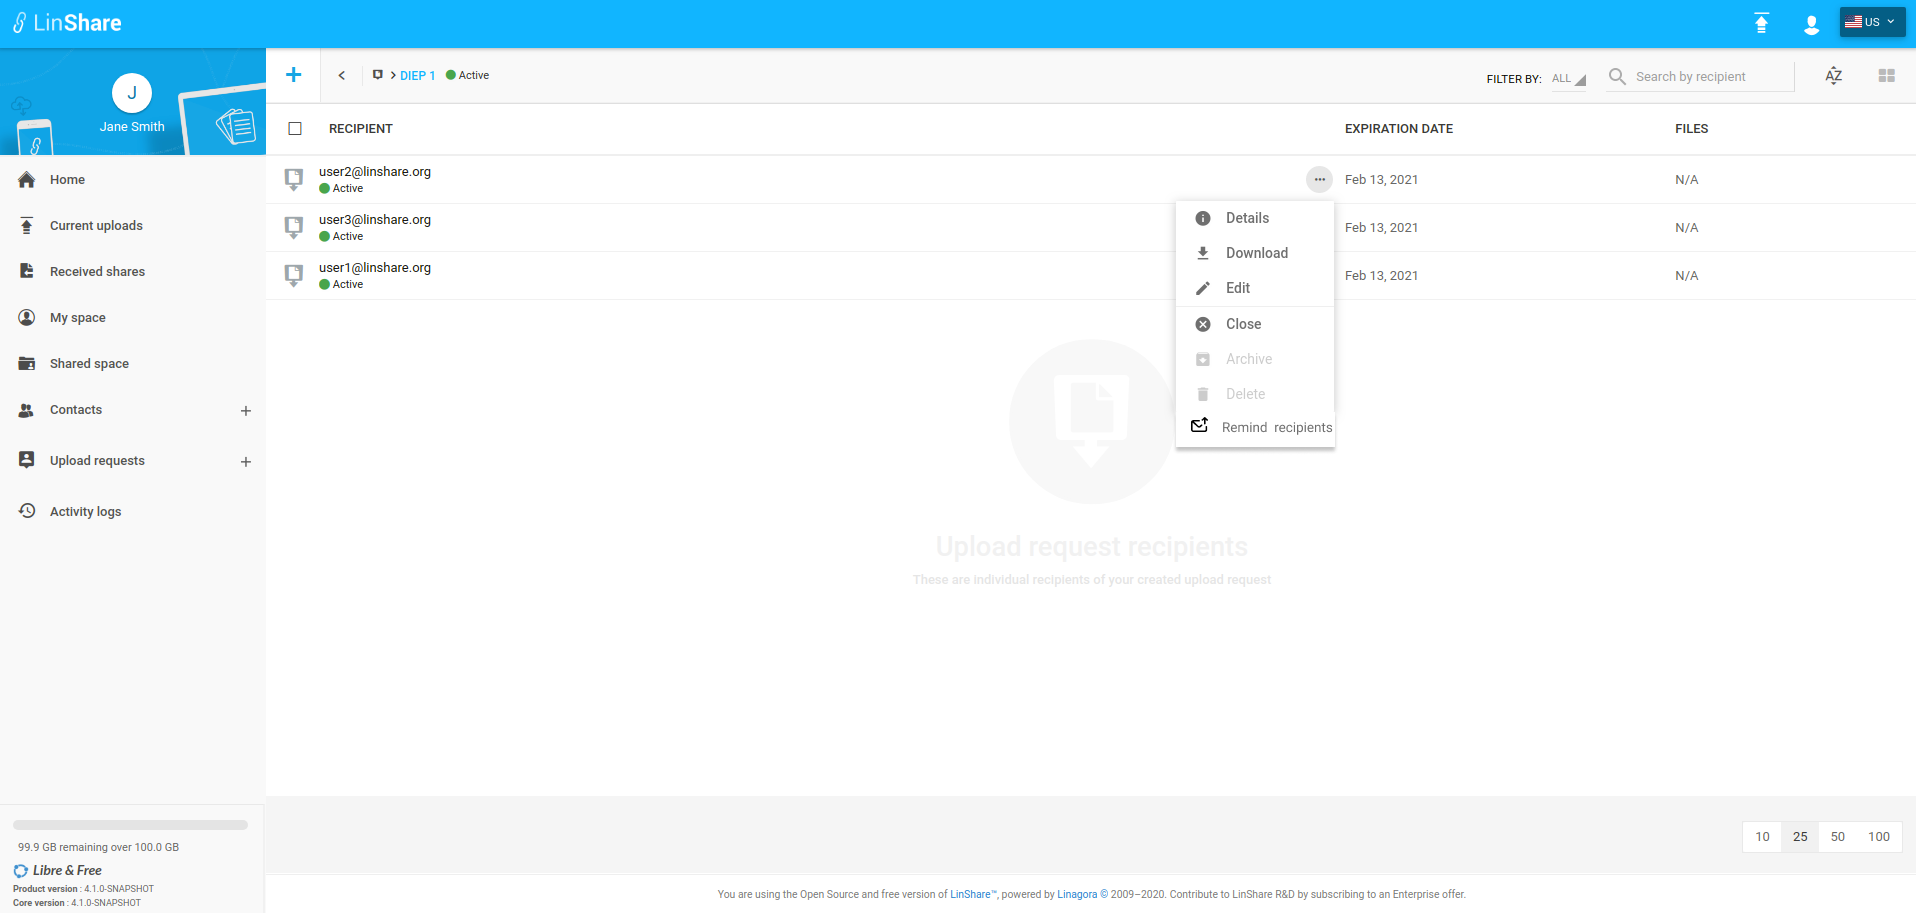 LinShare
US
J
Jane Smith
Home
Current uploads
Received shares
My space
Shared space
Contacts
Upload requests
Activity logs
99.9 GB remaining over 100.0 GB
Libre & Free
Product version : 4.1.0-SNAPSHOT
Core version : 4.1.0-SNAPSHOT
DIEP 1 Active
FILTER BY: ALL Search by recipient AZ
RECIPIENT EXPIRATION DATE FILES
user2@linshare.org
Active
Feb 13, 2021 N/A
user3@linshare.org
Active
Feb 13, 2021 N/A
user1@linshare.org
Active
Feb 13, 2021 N/A
Details
Download
Edit
Close
Archive
Delete
Remind recipients
Upload request recipients
These are individual recipients of your created upload request
10 25 50 100
You are using the Open Source and free version of LinShare™, powered by Linagora © 2009–2020. Contribute to LinShare R&D by subscribing to an Enterprise offer.